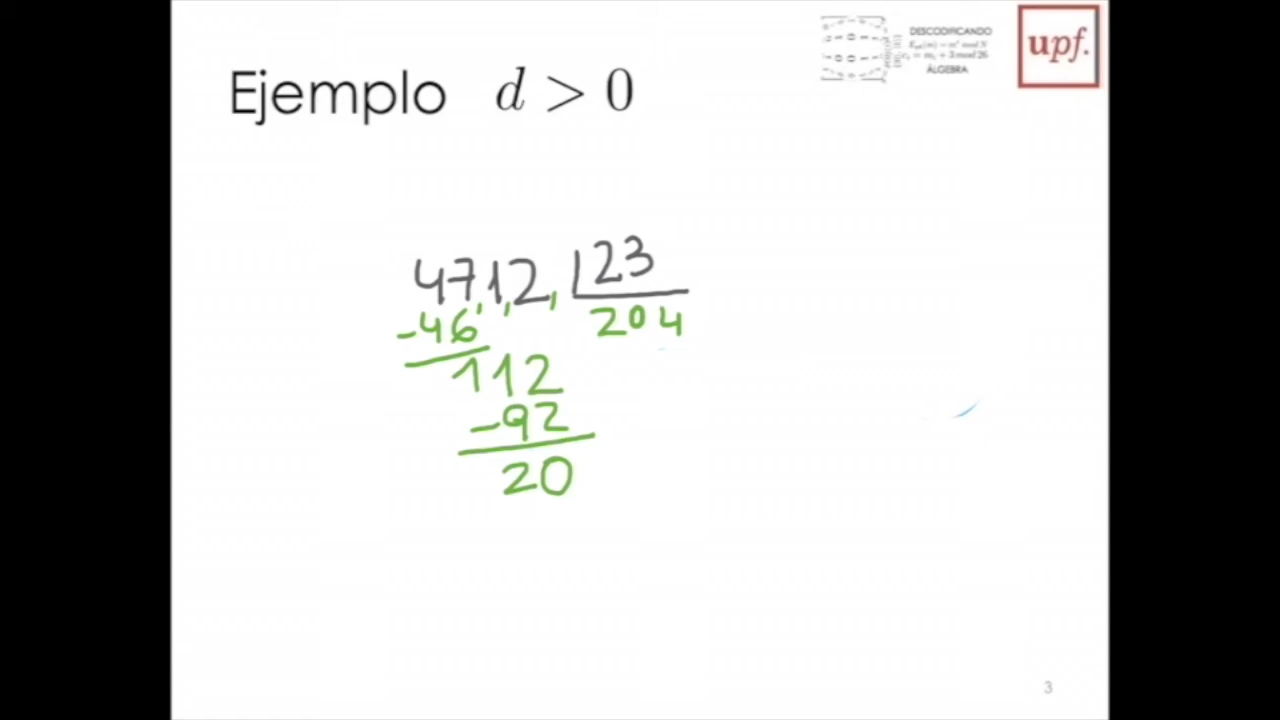 DESCODIFICANDO
ÁLGEBRA
upf.
Ejemplo d > 0
4712 23
-46 204
112
-92
20
3